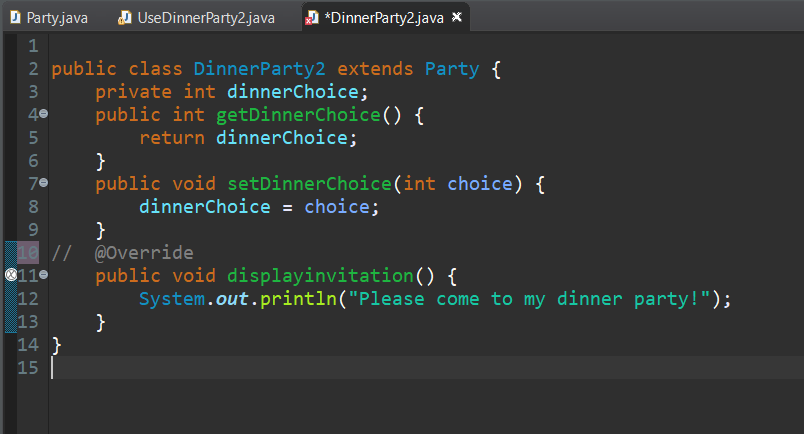 Party.java UseDinnerParty2.java *DinnerParty2.java
1
2 public class DinnerParty2 extends Party {
3     private int dinnerChoice;
4     public int getDinnerChoice() {
5         return dinnerChoice;
6     }
7     public void setDinnerChoice(int choice) {
8         dinnerChoice = choice;
9     }
10 //  @Override
11     public void displayinvitation() {
12         System.out.println("Please come to my dinner party!");
13     }
14 }
15